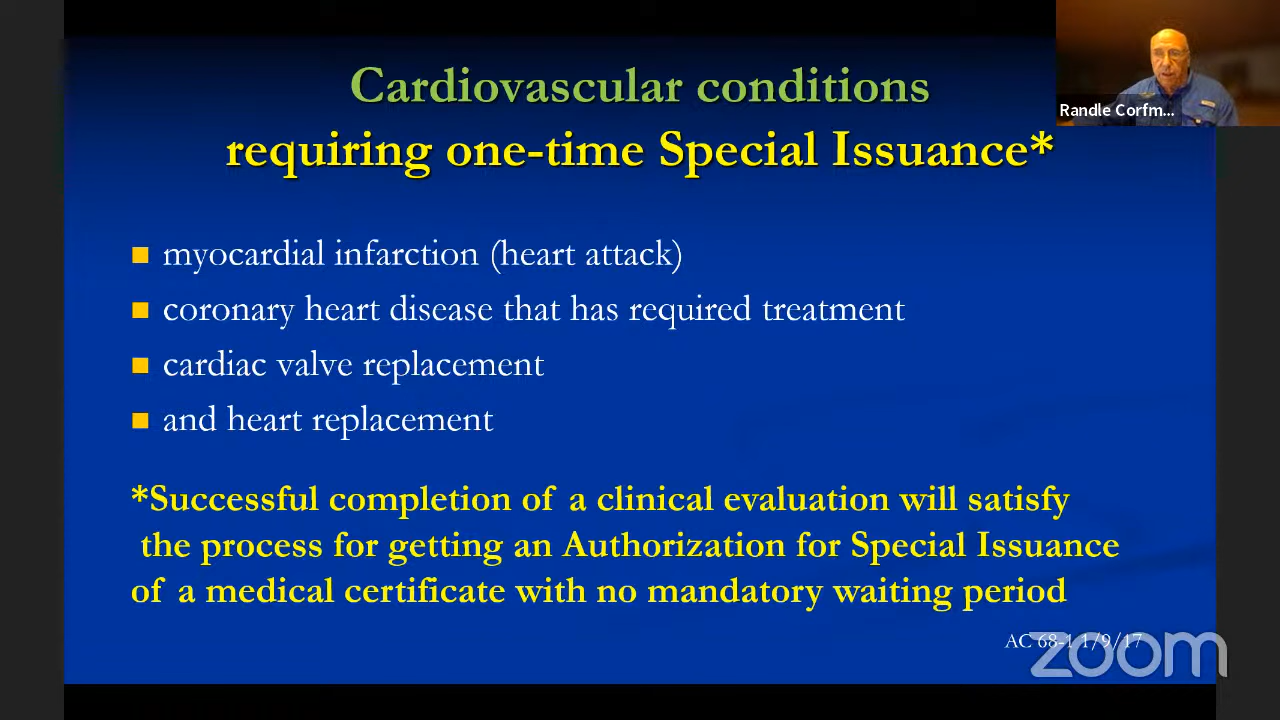 Cardiovascular conditions
requiring one-time Special Issuance*
Randle Corfm...
■ myocardial infarction (heart attack)
■ coronary heart disease that has required treatment
■ cardiac valve replacement
■ and heart replacement
*Successful completion of a clinical evaluation will satisfy
the process for getting an Authorization for Special Issuance
of a medical certificate with no mandatory waiting period
AC 68-1 1/9/17
zoom